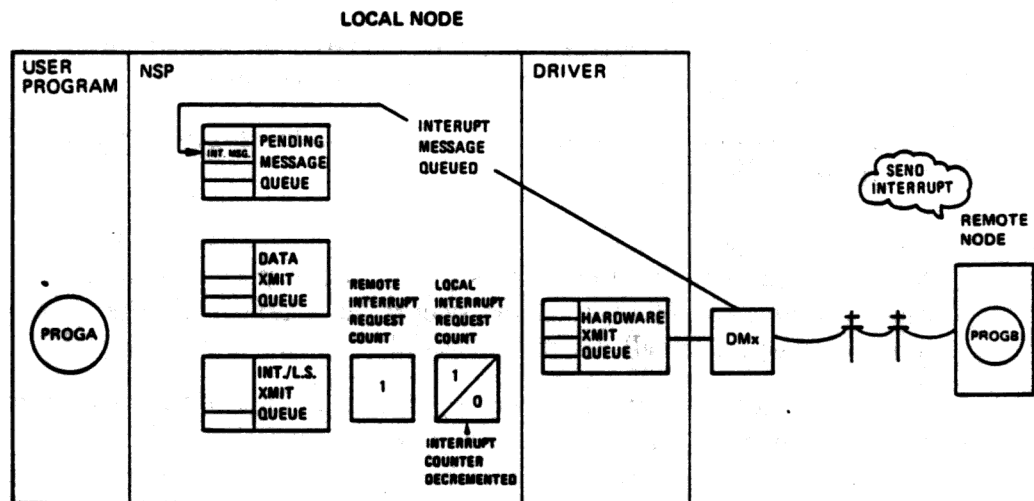 LOCAL NODE
USER
PROGRAM
NSP
DRIVER
PENDING
MESSAGE
QUEUE
INT. MSG.
INTERUPT
MESSAGE
QUEUED
SEND
INTERRUPT
REMOTE
NODE
DATA
XMIT
QUEUE
REMOTE
INTERRUPT
REQUEST
COUNT
LOCAL
INTERRUPT
REQUEST
COUNT
PROGA
HARDWARE
XMIT
QUEUE
DMx
PROGB
INT./L.S.
XMIT
QUEUE
1
1
0
INTERRUPT
COUNTER
DECREMENTED